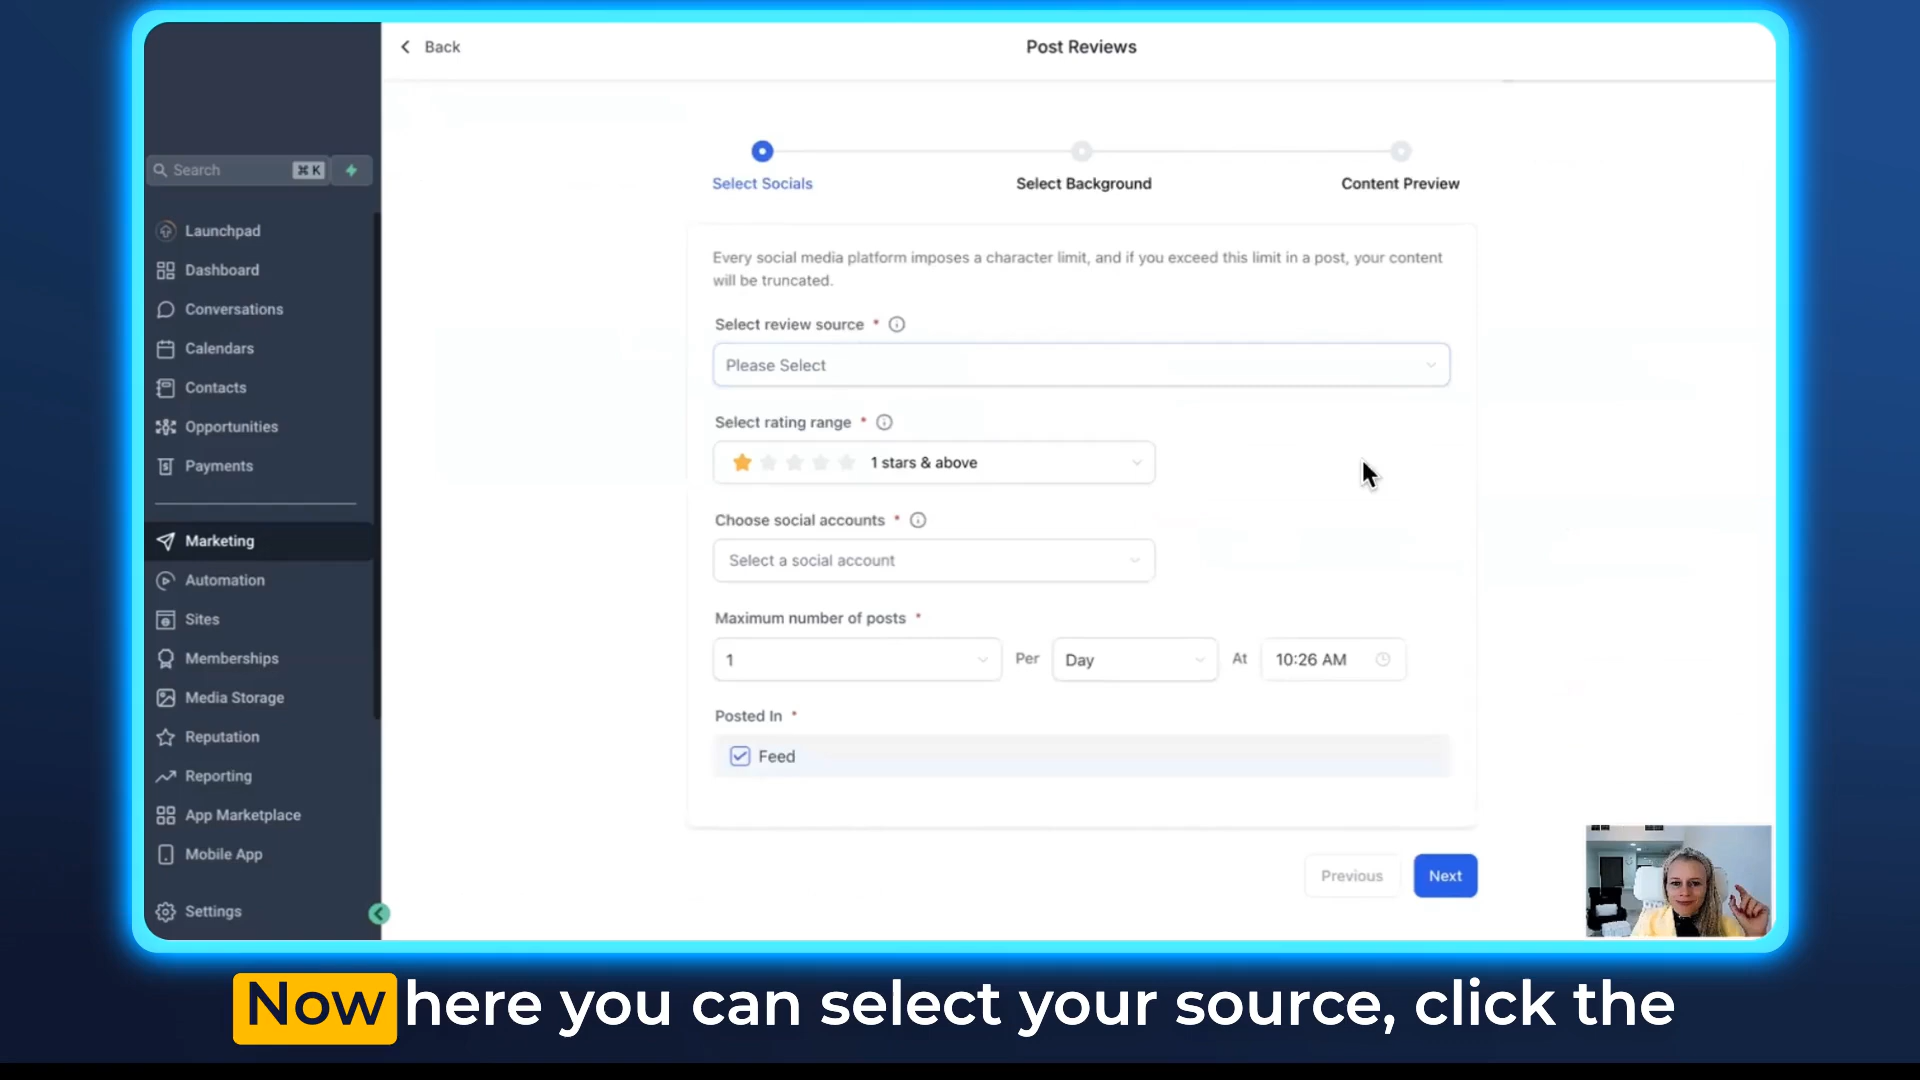 Back
Post Reviews
Search
⌘ K
Launchpad
Dashboard
Conversations
Calendars
Contacts
Opportunities
Payments
Marketing
Automation
Sites
Memberships
Media Storage
Reputation
Reporting
App Marketplace
Mobile App
Settings
Select Socials
Select Background
Content Preview
Every social media platform imposes a character limit, and if you exceed this limit in a post, your content
will be truncated.
Select review source *
Please Select
Select rating range *
1 stars & above
Choose social accounts *
Select a social account
Maximum number of posts *
1 Per Day At 10:26 AM
Posted In *
Feed
Previous Next
Now here you can select your source, click the